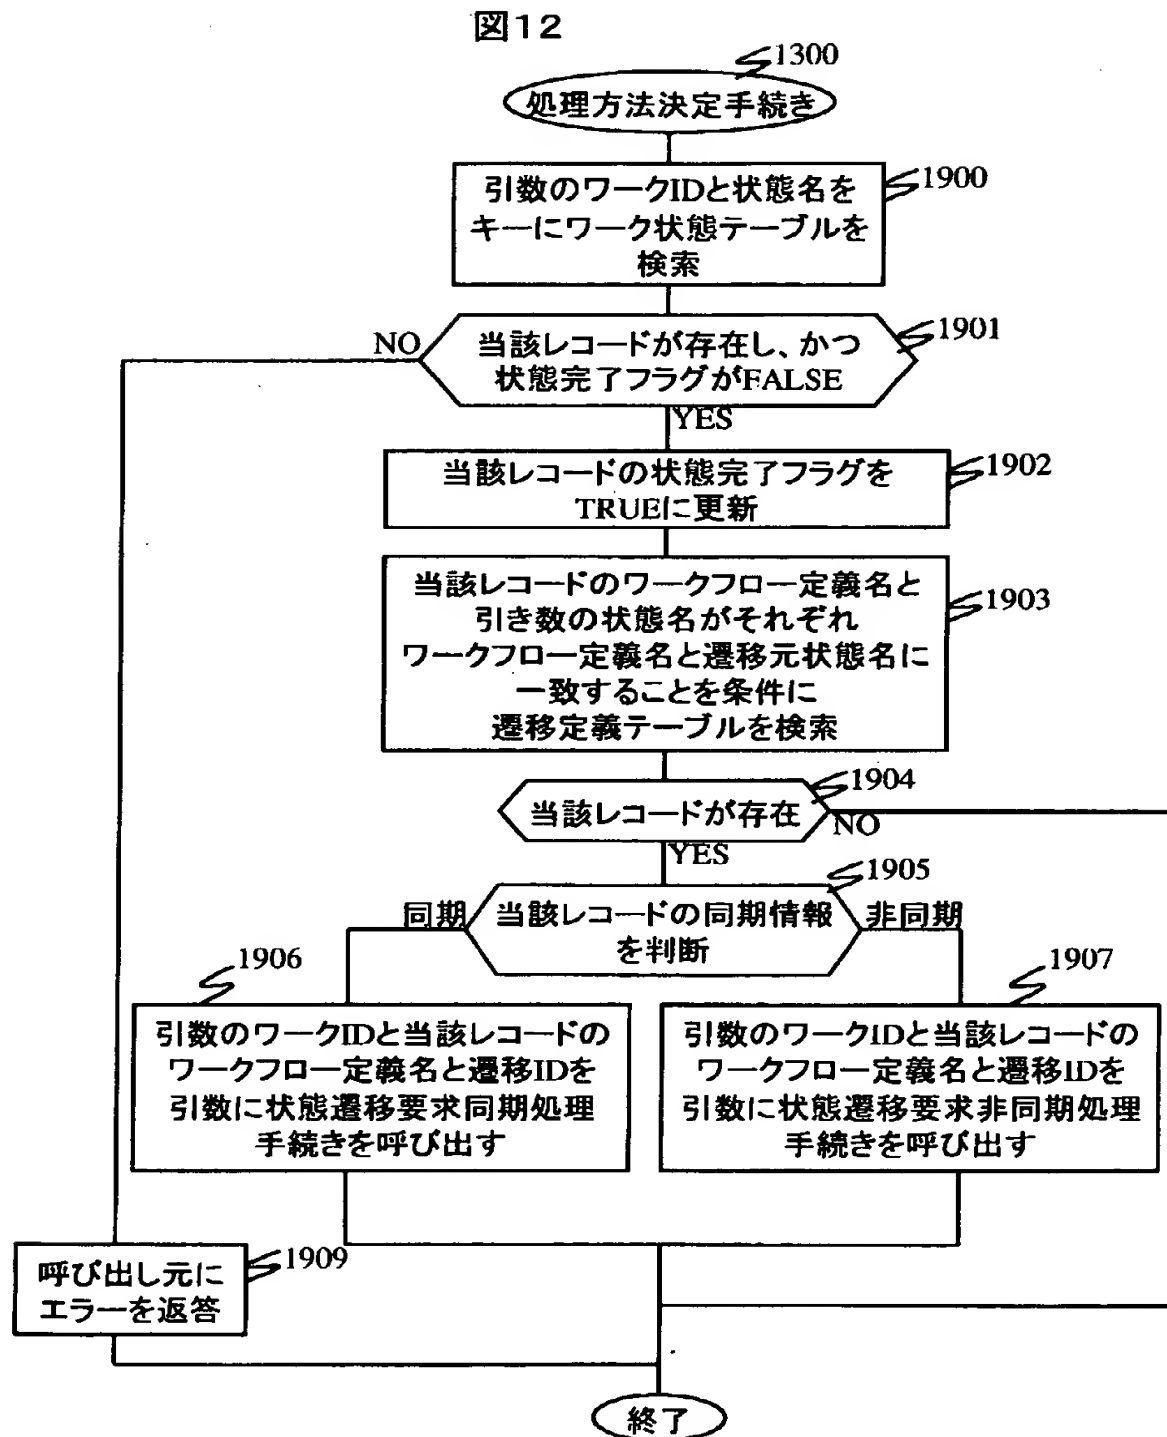 図12
1300
処理方法決定手続き
1900
引数のワークIDと状態名を
キーにワーク状態テーブルを
検索
1901
NO
当該レコードが存在し、かつ
状態完了フラグがFALSE
YES
1902
当該レコードの状態完了フラグを
TRUEに更新
1903
当該レコードのワークフロー定義名と
引き数の状態名がそれぞれ
ワークフロー定義名と遷移元状態名に
一致することを条件に
遷移定義テーブルを検索
1904
当該レコードが存在
NO
YES
1905
同期
当該レコードの同期情報
を判断
非同期
1906
引数のワークIDと当該レコードの
ワークフロー定義名と遷移IDを
引数に状態遷移要求同期処理
手続きを呼び出す
1907
引数のワークIDと当該レコードの
ワークフロー定義名と遷移IDを
引数に状態遷移要求非同期処理
手続きを呼び出す
1909
呼び出し元に
エラーを返答
終了